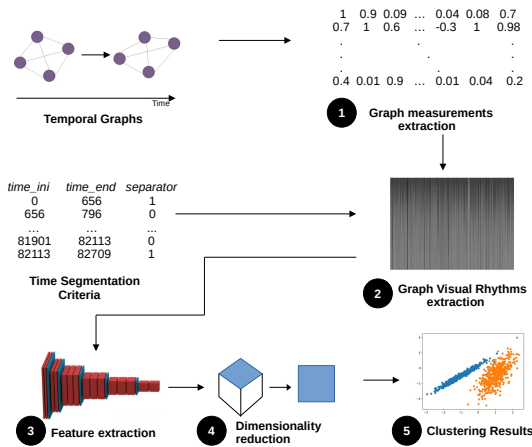 1 0.9 0.09 ... 0.04 0.08 0.7
0.7 1 0.6 ... -0.3 1 0.98
. . .
. . .
. . .
0.4 0.01 0.9 ... 0.01 0.04 0.2
Time
Temporal Graphs
1 Graph measurements
extraction
time_ini time_end separator
0 656 1
656 796 0
... ... ...
81901 82113 0
82113 82709 1
Time Segmentation
Criteria
2 Graph Visual Rhythms
extraction
3 Feature extraction
4 Dimensionality
reduction
5 Clustering Results